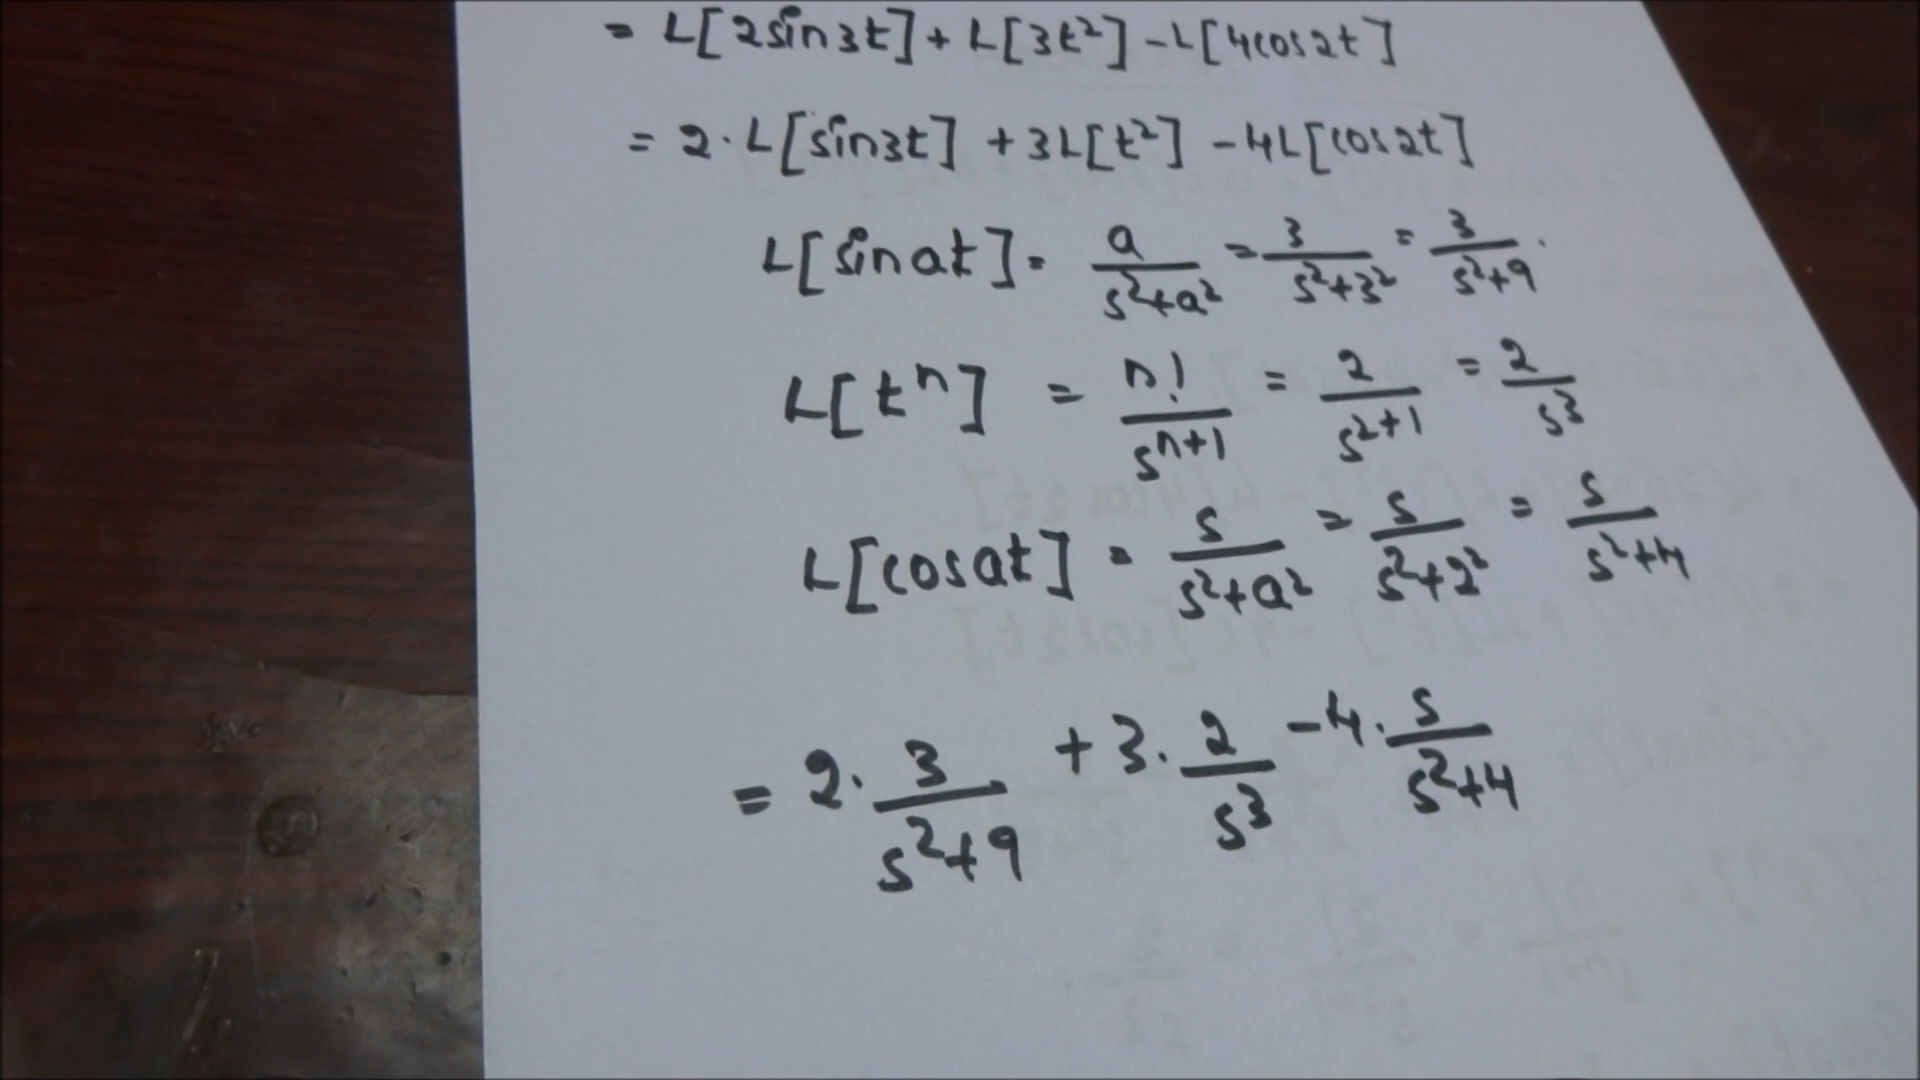 = L[2sin3t] + L[3t²] - L[4cos2t]
= 2·L[sin3t] + 3L[t²] - 4L[cos2t]
L[sinat] = a/(s²+a²) = 3/(s²+3²) = 3/(s²+9).
L[tⁿ] = n!/sⁿ⁺¹ = 2/s²⁺¹ = 2/s³
L[cosat] = s/(s²+a²) = s/(s²+2²) = s/(s²+4)
= 2·3/(s²+9) + 3·2/s³ - 4·s/(s²+4)